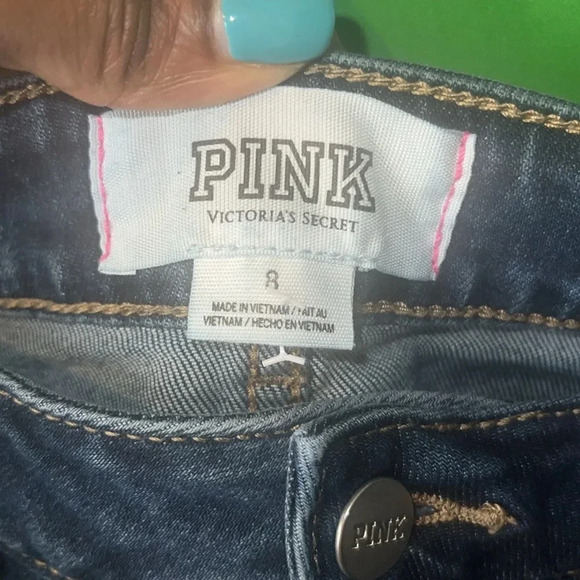 PINK
VICTORIA'S SECRET
8
MADE IN VIETNAM / FAIT AU
VIETNAM / HECHO EN VIETNAM
PINK